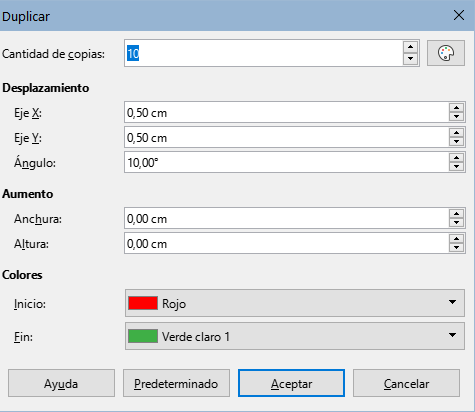 Duplicar
Cantidad de copias: 10
Desplazamiento
Eje X: 0,50 cm
Eje Y: 0,50 cm
Ángulo: 10,00°
Aumento
Anchura: 0,00 cm
Altura: 0,00 cm
Colores
Inicio: Rojo
Fin: Verde claro 1
Ayuda Predeterminado Aceptar Cancelar